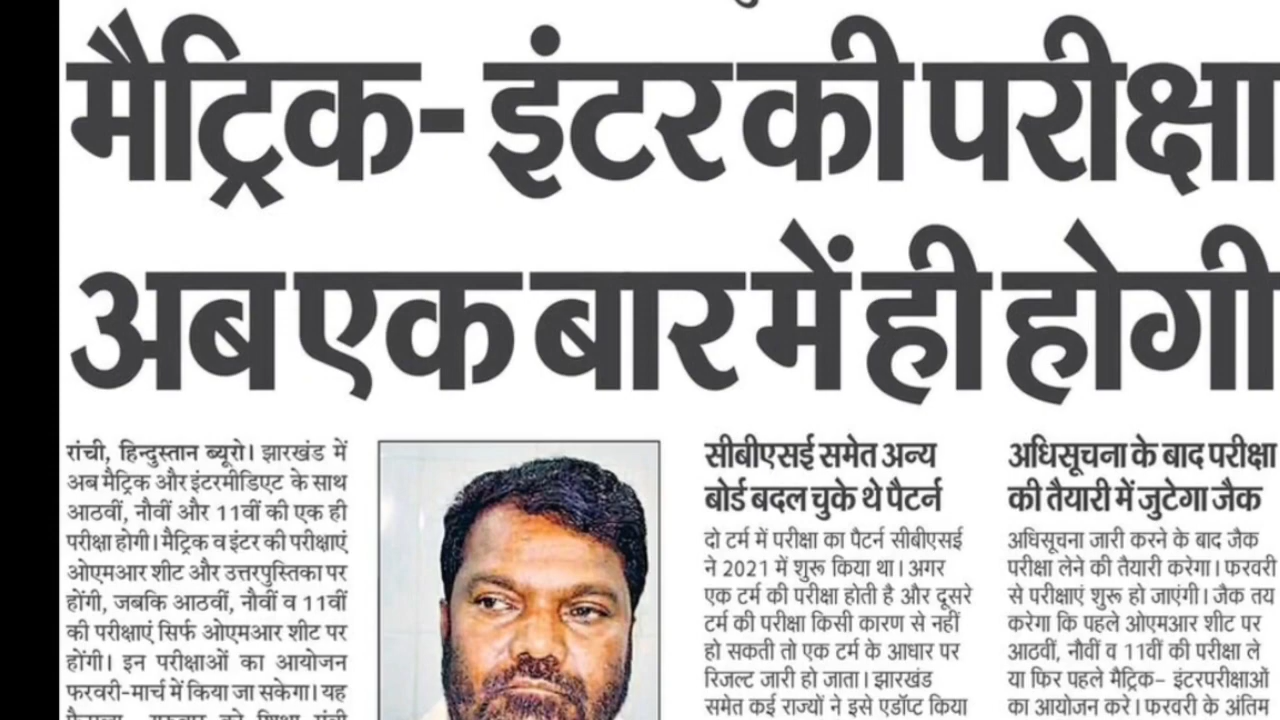 मैट्रिक- इंटर की परीक्षा
अब एक बार में ही होगी
रांची, हिन्दुस्तान ब्यूरो। झारखंड में
अब मैट्रिक और इंटरमीडिएट के साथ
आठवीं, नौवीं और 11वीं की एक ही
परीक्षा होगी। मैट्रिक व इंटर की परीक्षाएं
ओएमआर शीट और उत्तरपुस्तिका पर
होंगी, जबकि आठवीं, नौवीं व 11वीं
की परीक्षाएं सिर्फ ओएमआर शीट पर
होंगी। इन परीक्षाओं का आयोजन
फरवरी-मार्च में किया जा सकेगा। यह
सीबीएसई समेत अन्य
बोर्ड बदल चुके थे पैटर्न
दो टर्म में परीक्षा का पैटर्न सीबीएसई
ने 2021 में शुरू किया था। अगर
एक टर्म की परीक्षा होती है और दूसरे
टर्म की परीक्षा किसी कारण से नहीं
हो सकती तो एक टर्म के आधार पर
रिजल्ट जारी हो जाता। झारखंड
समेत कई राज्यों ने इसे एडॉप्ट किया
अधिसूचना के बाद परीक्षा
की तैयारी में जुटेगा जैक
अधिसूचना जारी करने के बाद जैक
परीक्षा लेने की तैयारी करेगा। फरवरी
से परीक्षाएं शुरू हो जाएंगी। जैक तय
करेगा कि पहले ओएमआर शीट पर
आठवीं, नौवीं व 11वीं की परीक्षा ले
या फिर पहले मैट्रिक- इंटरपरीक्षाओं
का आयोजन करे। फरवरी के अंतिम